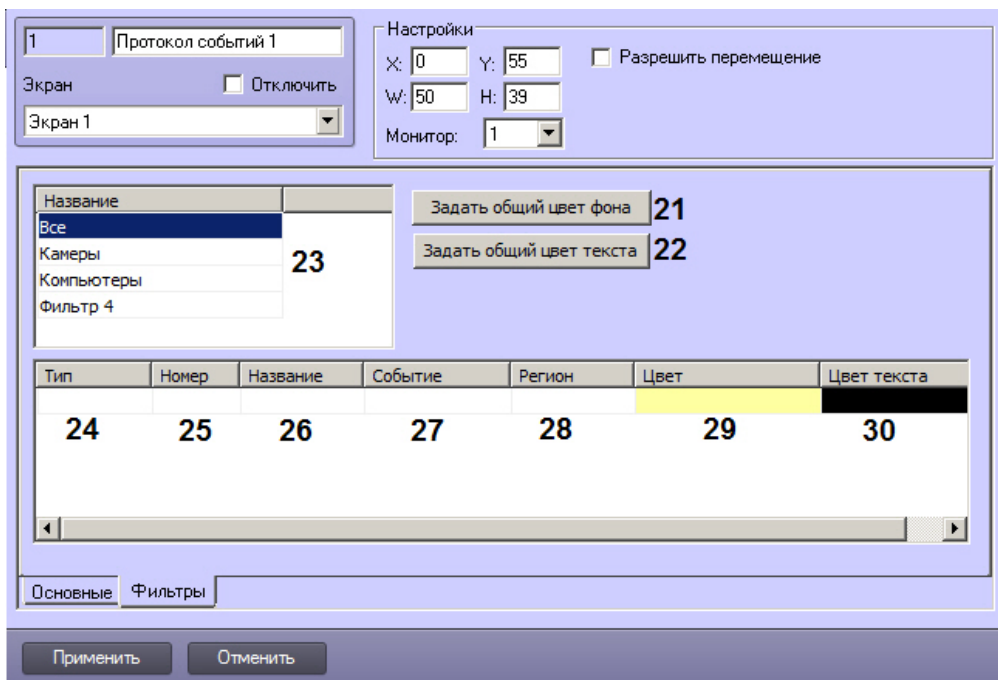 1 Протокол событий 1
Экран Отключить
Экран 1
Настройки
X: 0 Y: 55 Разрешить перемещение
W: 50 H: 39
Монитор: 1
Название
Все
Камеры
Компьютеры
Фильтр 4
23
Задать общий цвет фона 21
Задать общий цвет текста 22
Тип Номер Название Событие Регион Цвет Цвет текста
24 25 26 27 28 29 30
Основные Фильтры
Применить Отменить